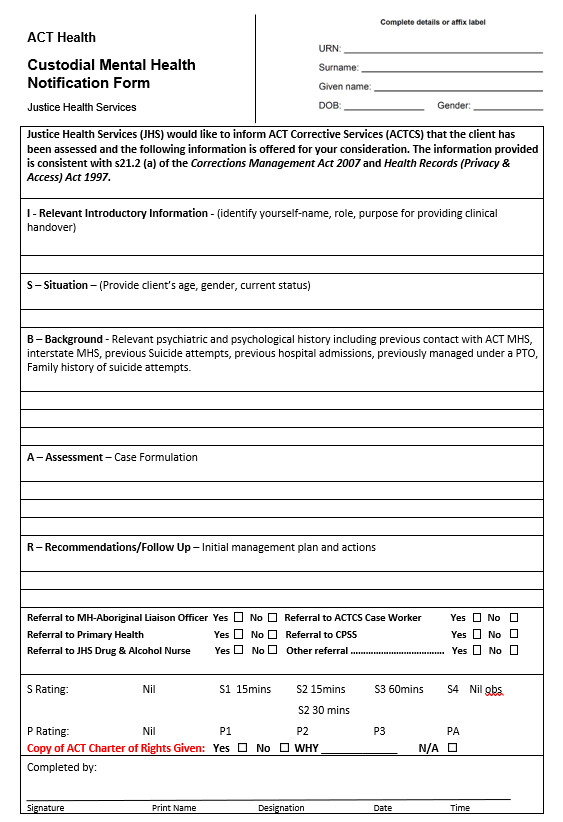 Complete details or affix label
ACT Health
URN:
Custodial Mental Health
Surname:
Notification Form
Given name:
Justice Health Services
DOB: Gender:
Justice Health Services (JHS) would like to inform ACT Corrective Services (ACTCS) that the client has
been assessed and the following information is offered for your consideration. The information provided
is consistent with s21.2 (a) of the Corrections Management Act 2007 and Health Records (Privacy &
Access) Act 1997.
I - Relevant Introductory Information - (identify yourself-name, role, purpose for providing clinical
handover)
S – Situation – (Provide client's age, gender, current status)
B – Background - Relevant psychiatric and psychological history including previous contact with ACT MHS,
interstate MHS, previous Suicide attempts, previous hospital admissions, previously managed under a PTO,
Family history of suicide attempts.
A – Assessment – Case Formulation
R – Recommendations/Follow Up – Initial management plan and actions
Referral to MH-Aboriginal Liaison Officer Yes ☐ No ☐ Referral to ACTCS Case Worker Yes ☐ No ☐
Referral to Primary Health Yes ☐ No ☐ Referral to CPSS Yes ☐ No ☐
Referral to JHS Drug & Alcohol Nurse Yes ☐ No ☐ Other referral ..................................... Yes ☐ No ☐
S Rating: Nil S1 15mins S2 15mins S3 60mins S4 Nil obs
S2 30 mins
P Rating: Nil P1 P2 P3 PA
Copy of ACT Charter of Rights Given: Yes ☐ No ☐ WHY ____________ N/A ☐
Completed by:
Signature Print Name Designation Date Time